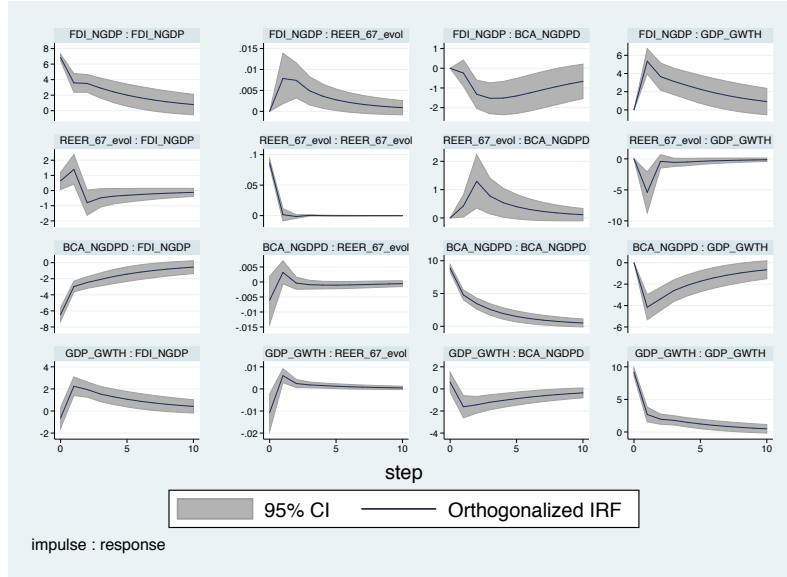 FDI_NGDP : FDI_NGDP
FDI_NGDP : REER_67_evol
FDI_NGDP : BCA_NGDPD
FDI_NGDP : GDP_GWTH
8
6
4
2
0
.015
.01
.005
0
1
0
-1
-2
6
4
2
0
REER_67_evol : FDI_NGDP
REER_67_evol : REER_67_evol
REER_67_evol : BCA_NGDPD
REER_67_evol : GDP_GWTH
2
1
0
-1
-2
.1
.05
0
2
1
0
0
-5
-10
BCA_NGDPD : FDI_NGDP
BCA_NGDPD : REER_67_evol
BCA_NGDPD : BCA_NGDPD
BCA_NGDPD : GDP_GWTH
0
-2
-4
-6
-8
.005
0
-.005
-.01
-.015
10
5
0
0
-2
-4
-6
GDP_GWTH : FDI_NGDP
GDP_GWTH : REER_67_evol
GDP_GWTH : BCA_NGDPD
GDP_GWTH : GDP_GWTH
4
2
0
-2
.01
0
-.01
-.02
2
0
-2
-4
10
5
0
0 5 10
0 5 10
0 5 10
0 5 10
step
95% CI
Orthogonalized IRF
impulse : response